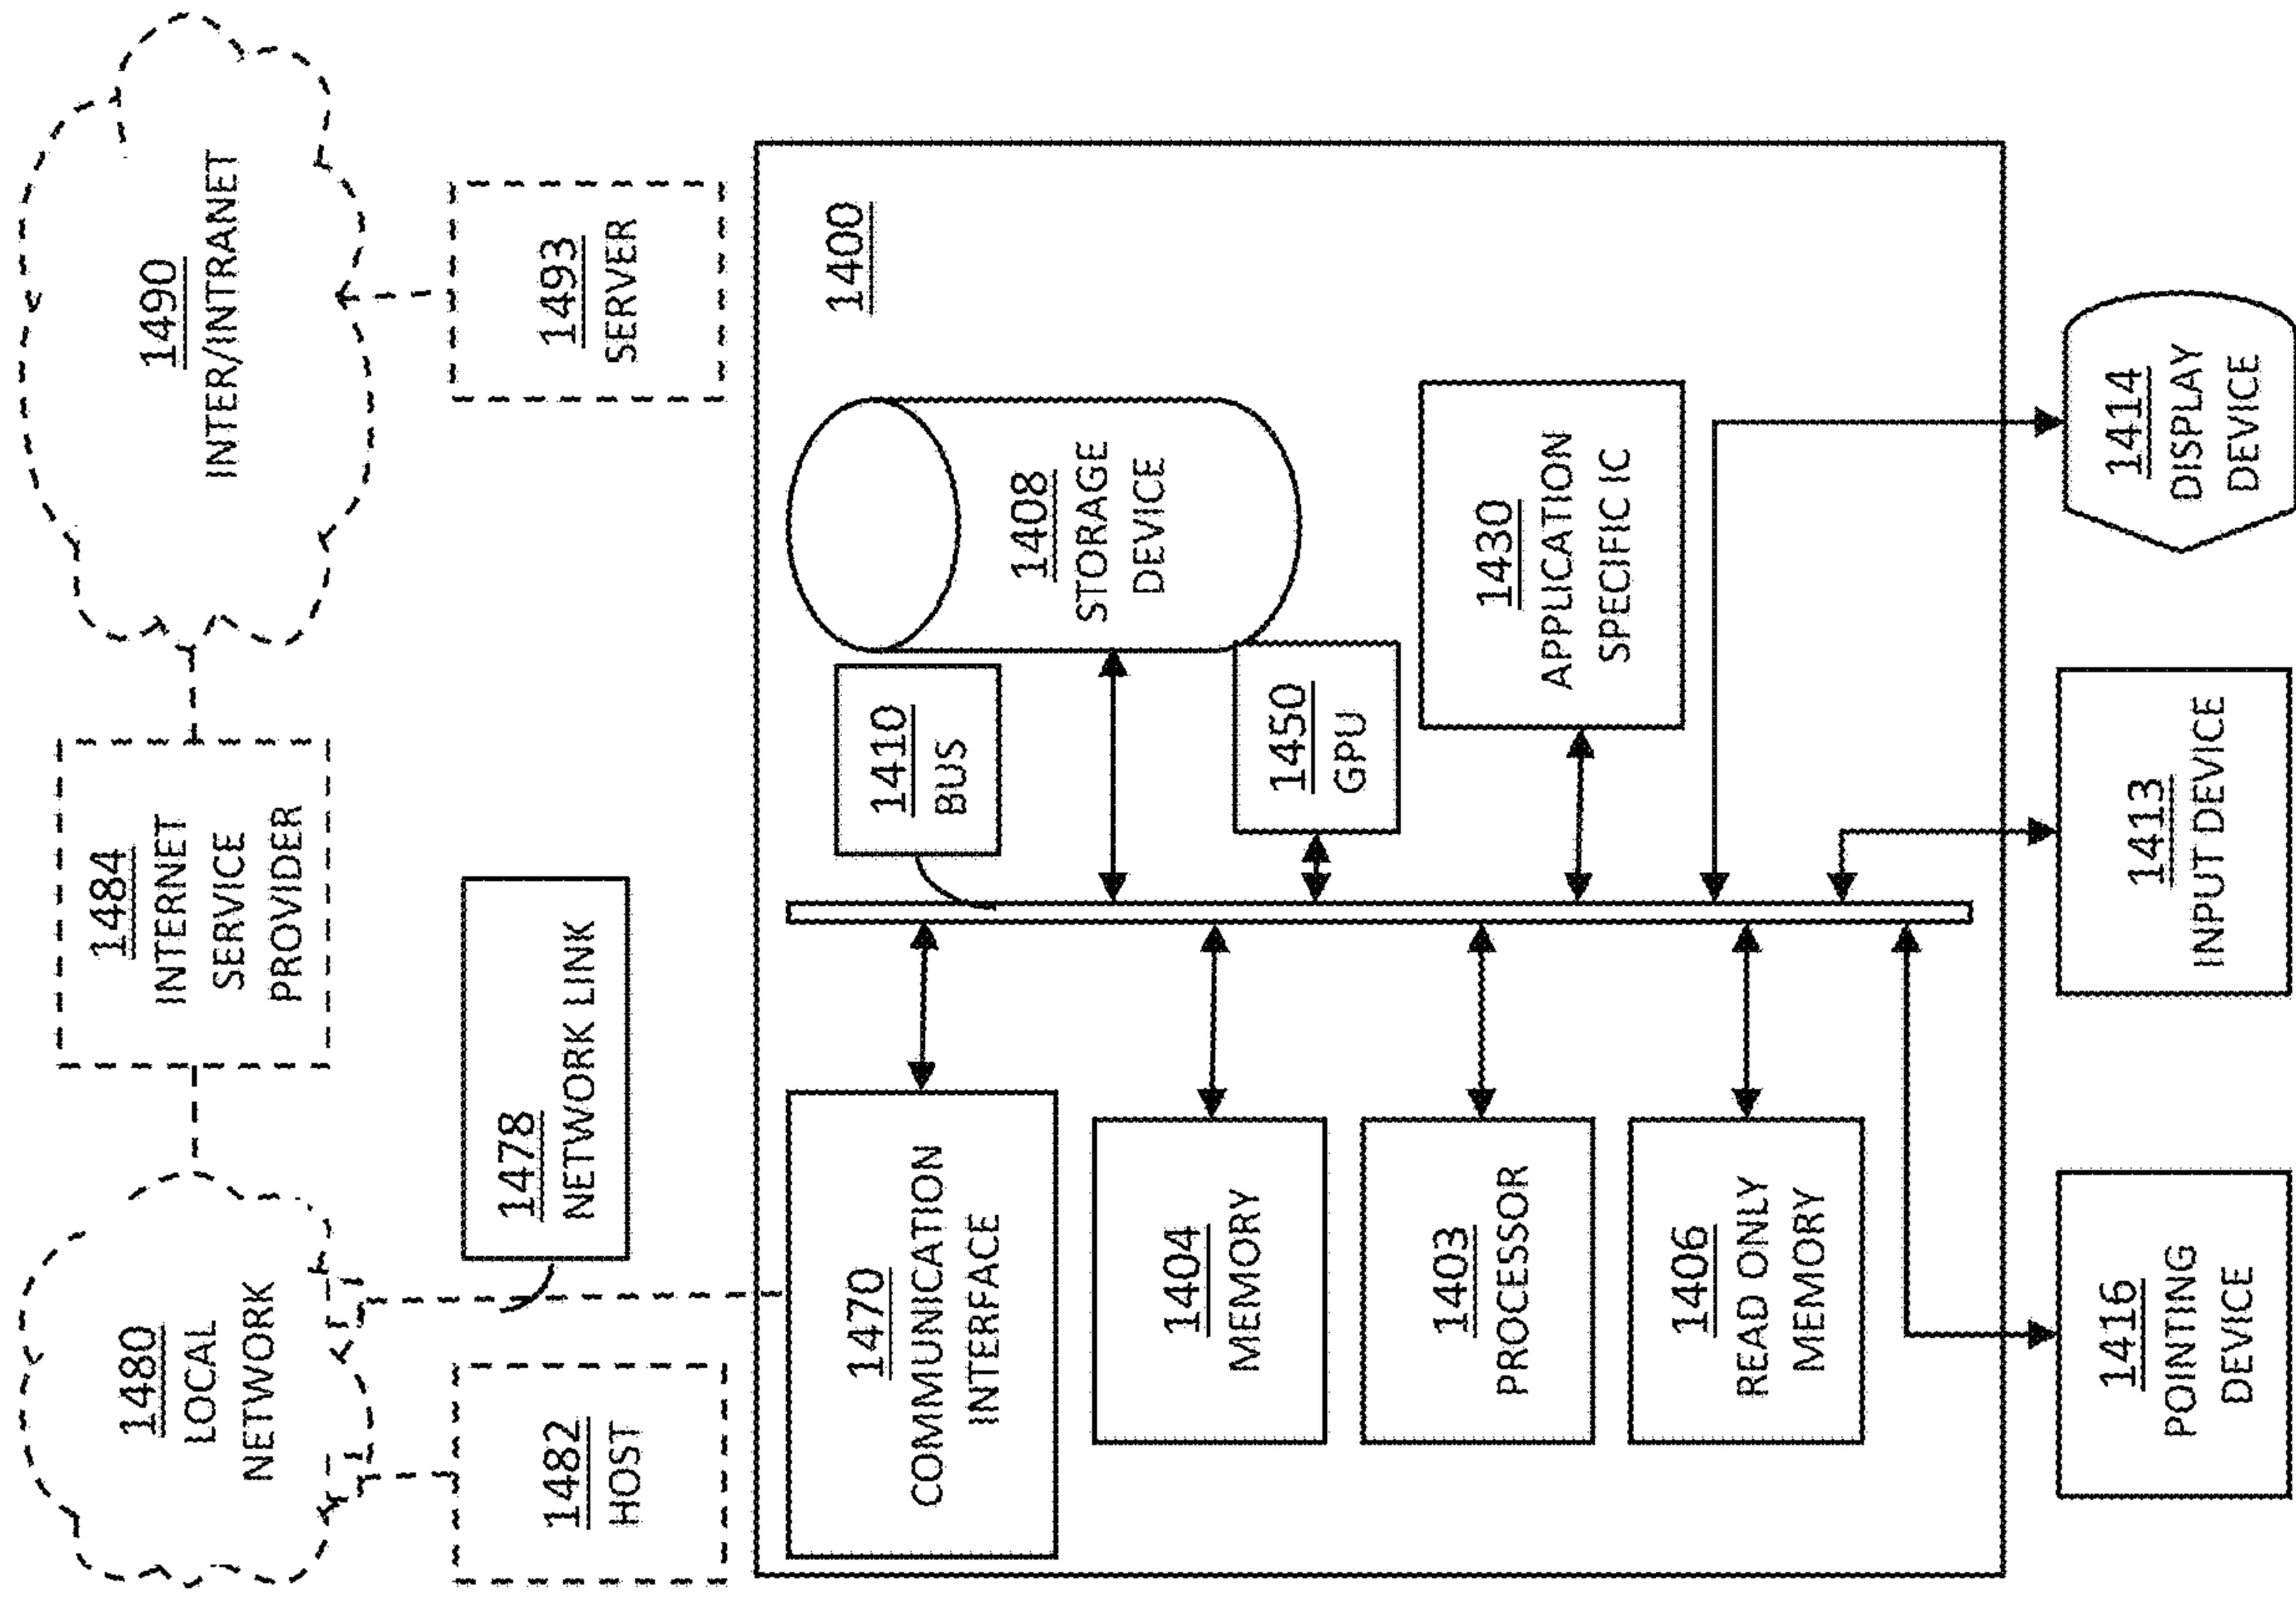 1480
LOCAL
NETWORK
1484
INTERNET
SERVICE
PROVIDER
1490
INTER/INTRANET
1482
HOST
1478
NETWORK LINK
1493
SERVER
1400
1470
COMMUNICATION
INTERFACE
1410
BUS
1408
STORAGE
DEVICE
1404
MEMORY
1450
GPU
1403
PROCESSOR
1430
APPLICATION
SPECIFIC IC
1406
READ ONLY
MEMORY
1416
POINTING
DEVICE
1413
INPUT DEVICE
1414
DISPLAY
DEVICE